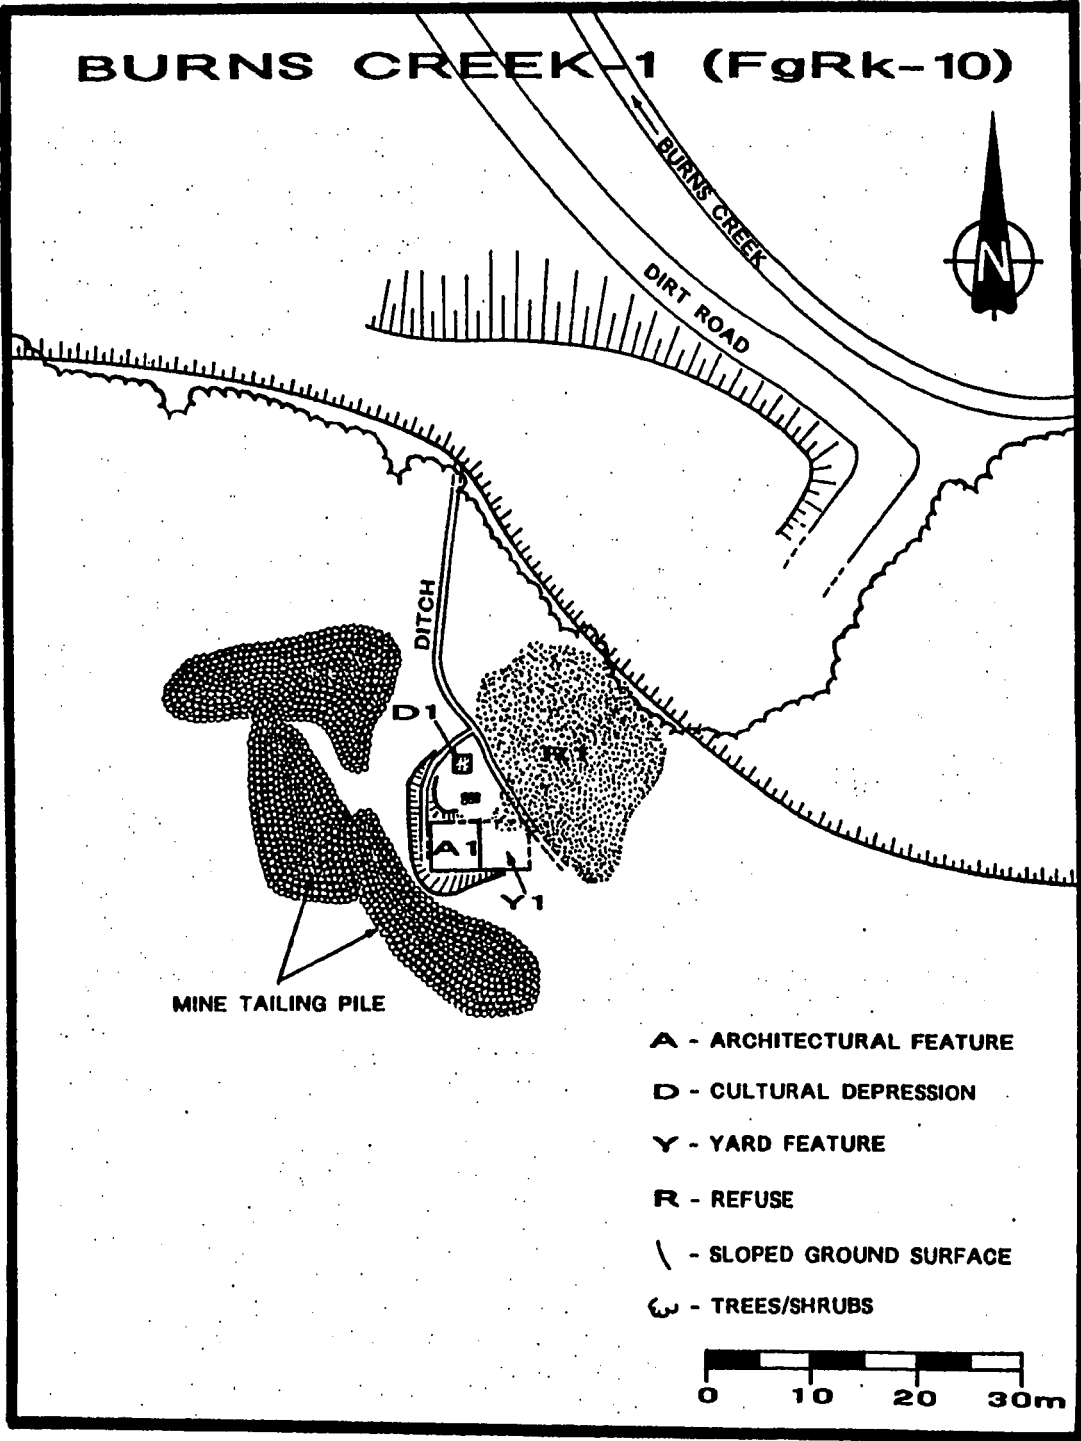 BURNS CREEK-1 (FgRk-10)
BURNS CREEK
N
DIRT ROAD
DITCH
D1
R1
A1
Y1
MINE TAILING PILE
A - ARCHITECTURAL FEATURE
D - CULTURAL DEPRESSION
Y - YARD FEATURE
R - REFUSE
- SLOPED GROUND SURFACE
- TREES/SHRUBS
0 10 20 30m